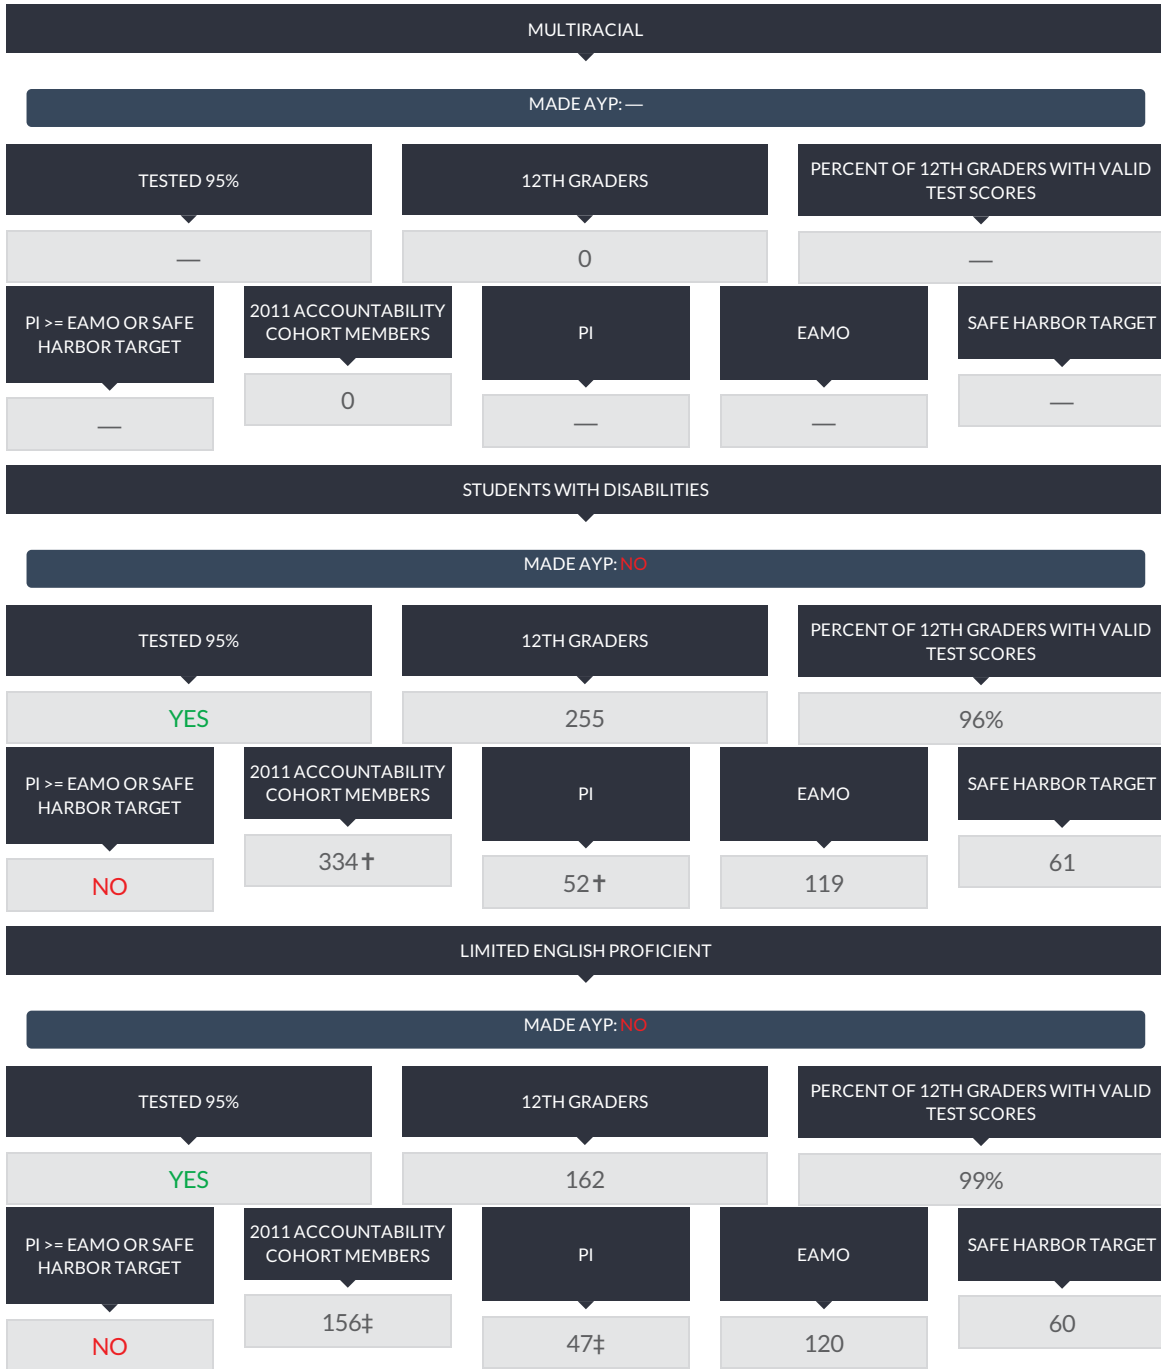 MULTIRACIAL
MADE AYP: —
TESTED 95%
12TH GRADERS
PERCENT OF 12TH GRADERS WITH VALID
TEST SCORES
—
0
—
PI >= EAMO OR SAFE
HARBOR TARGET
2011 ACCOUNTABILITY
COHORT MEMBERS
PI
EAMO
SAFE HARBOR TARGET
—
0
—
—
—
STUDENTS WITH DISABILITIES
MADE AYP: NO
TESTED 95%
12TH GRADERS
PERCENT OF 12TH GRADERS WITH VALID
TEST SCORES
YES
255
96%
PI >= EAMO OR SAFE
HARBOR TARGET
2011 ACCOUNTABILITY
COHORT MEMBERS
PI
EAMO
SAFE HARBOR TARGET
NO
334†
52†
119
61
LIMITED ENGLISH PROFICIENT
MADE AYP: NO
TESTED 95%
12TH GRADERS
PERCENT OF 12TH GRADERS WITH VALID
TEST SCORES
YES
162
99%
PI >= EAMO OR SAFE
HARBOR TARGET
2011 ACCOUNTABILITY
COHORT MEMBERS
PI
EAMO
SAFE HARBOR TARGET
NO
156‡
47‡
120
60